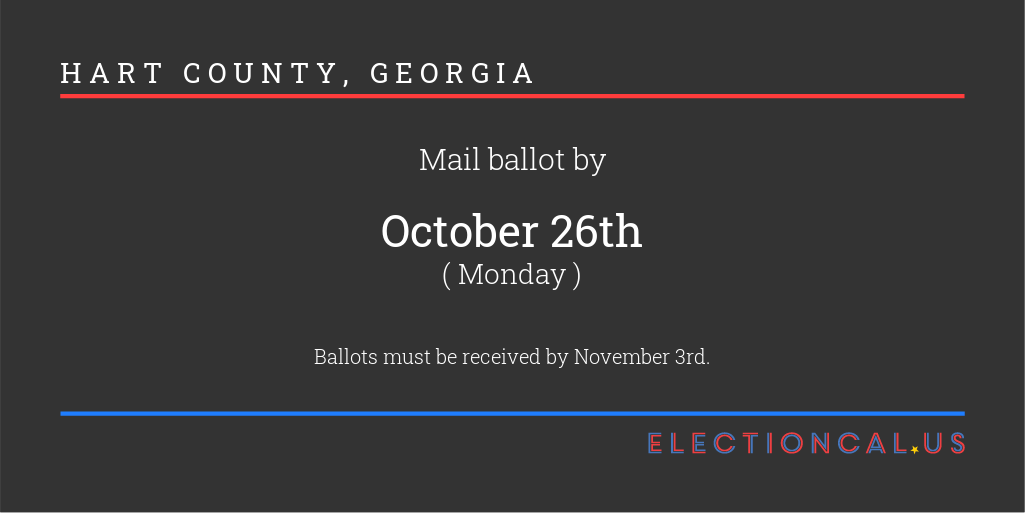 HART COUNTY, GEORGIA
Mail ballot by
October 26th
( Monday )
Ballots must be received by November 3rd.
ELECTIONCAL.US